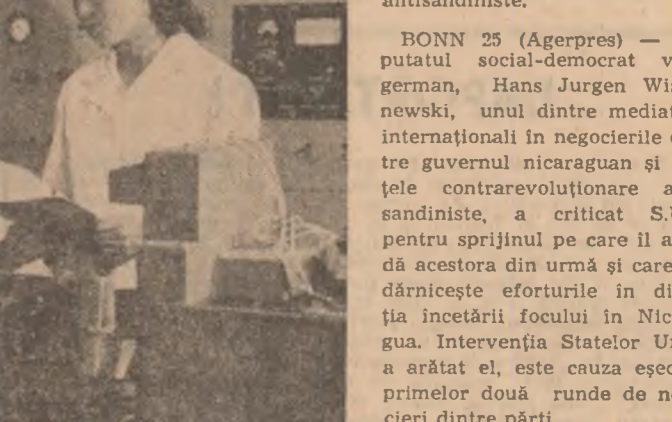 antisandiniste.
BONN 25 (Agerpres) —
putatul social-democrat v
german, Hans Jurgen Wis
newski, unul dintre mediat
internaționali în negocierile
tre guvernul nicaraguan și
țele contrarevoluționare a
sandiniste, a criticat S.
pentru sprijinul pe care îl a
dă acestora din urmă și care
dărnicește eforturile în di
ția încetării focului în Nic
gua. Intervenția Statelor Un
a arătat el, este cauza eșec
primelor două runde de ne
cieri dintre părți